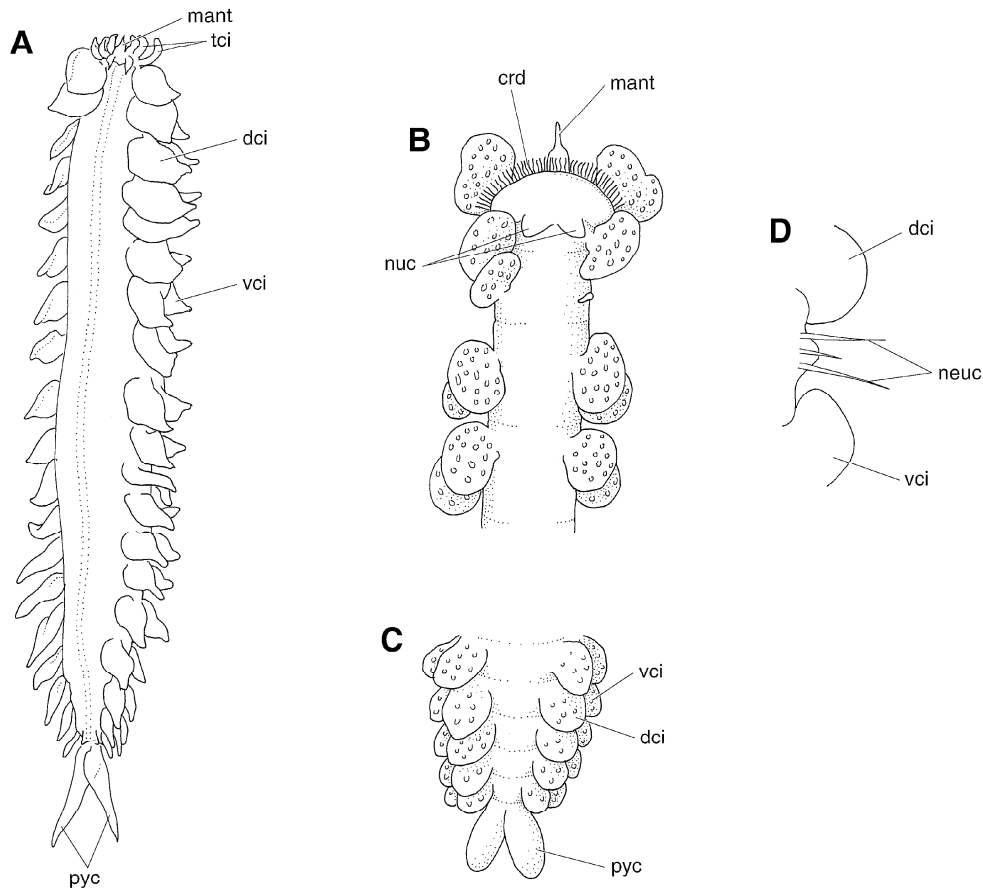 A
mant
tci
dci
vci
pyc
B
crd
mant
nuc
C
vci
dci
pyc
D
dci
neuc
vci